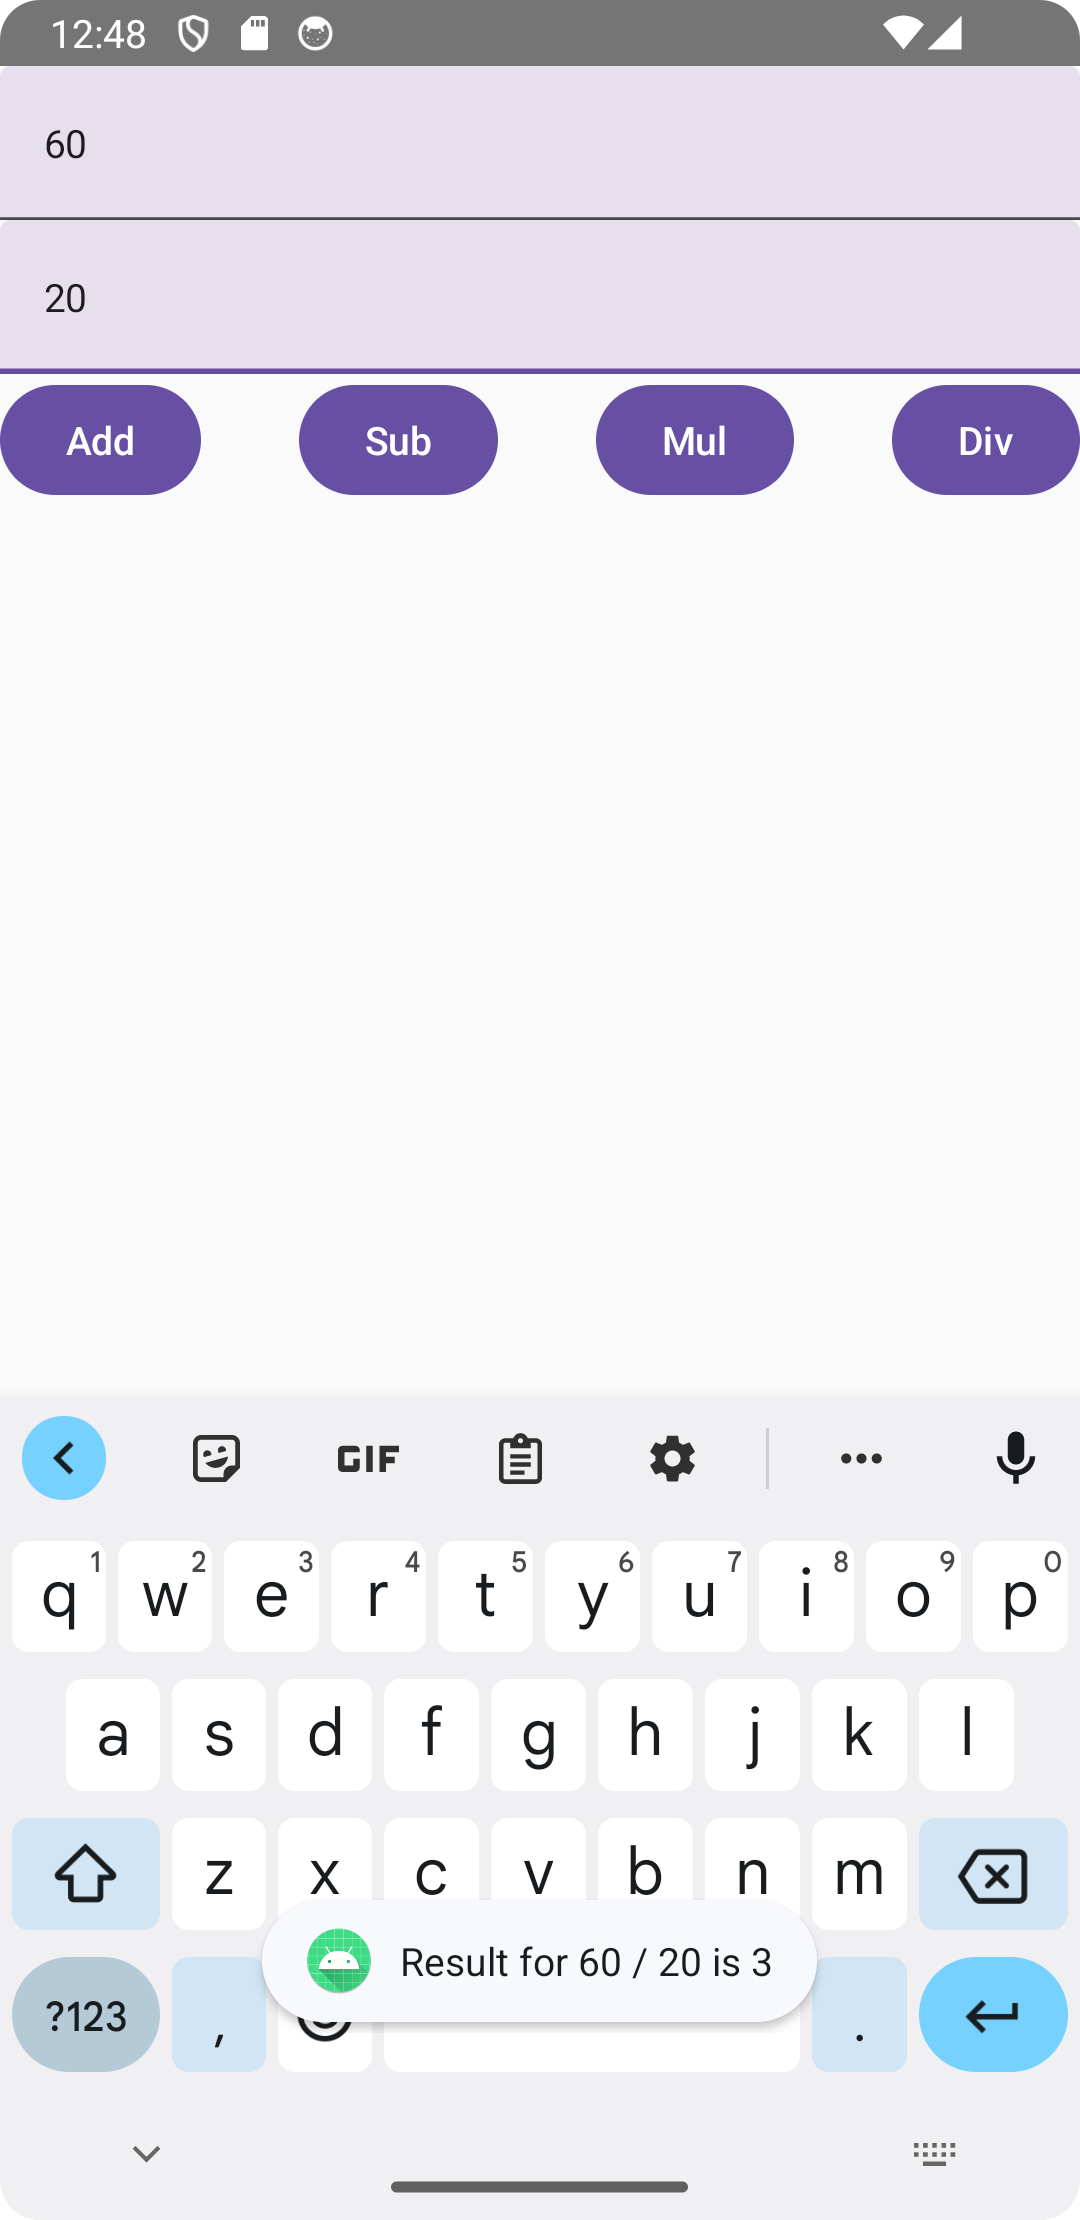 12:48
60
20
Add Sub Mul Div
GIF
q 1 w 2 e 3 r 4 t 5 y 6 u 7 i 8 o 9 p 0
a s d f g h j k l
z x c v b n m
Result for 60 / 20 is 3
?123 , .